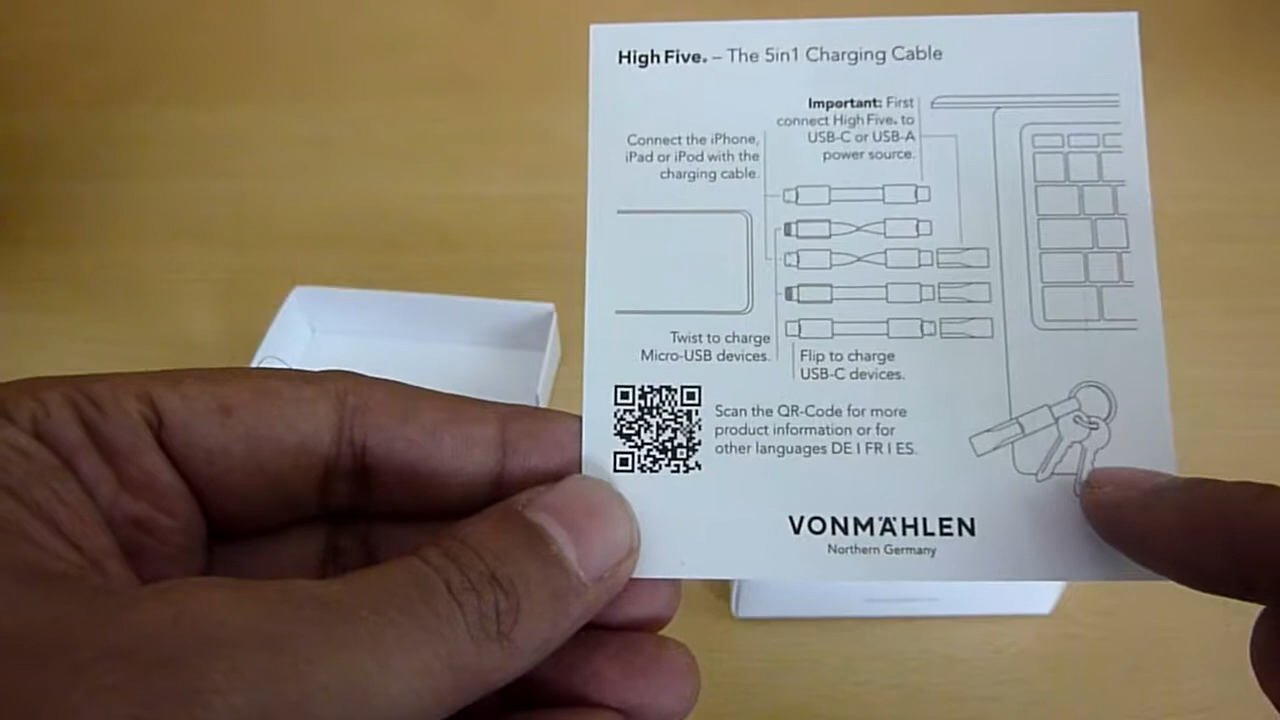 High Five. – The 5in1 Charging Cable
Important: First
connect High Five. to
USB-C or USB-A
power source.
Connect the iPhone,
iPad or iPod with the
charging cable.
Twist to charge
Micro-USB devices.
Flip to charge
USB-C devices.
Scan the QR-Code for more
product information or for
other languages DE | FR | ES.
VONMÄHLEN
Northern Germany